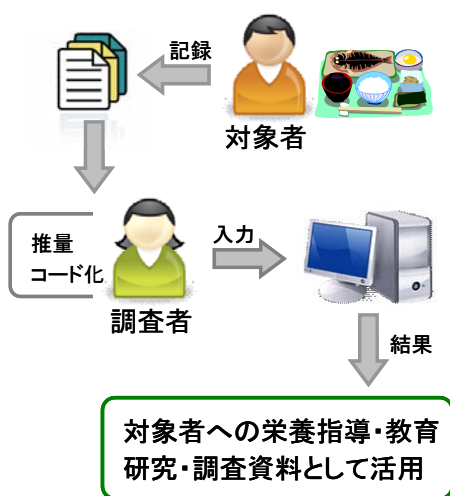 記録
対象者
推量
コード化
入力
調査者
結果
対象者への栄養指導・教育
研究・調査資料として活用